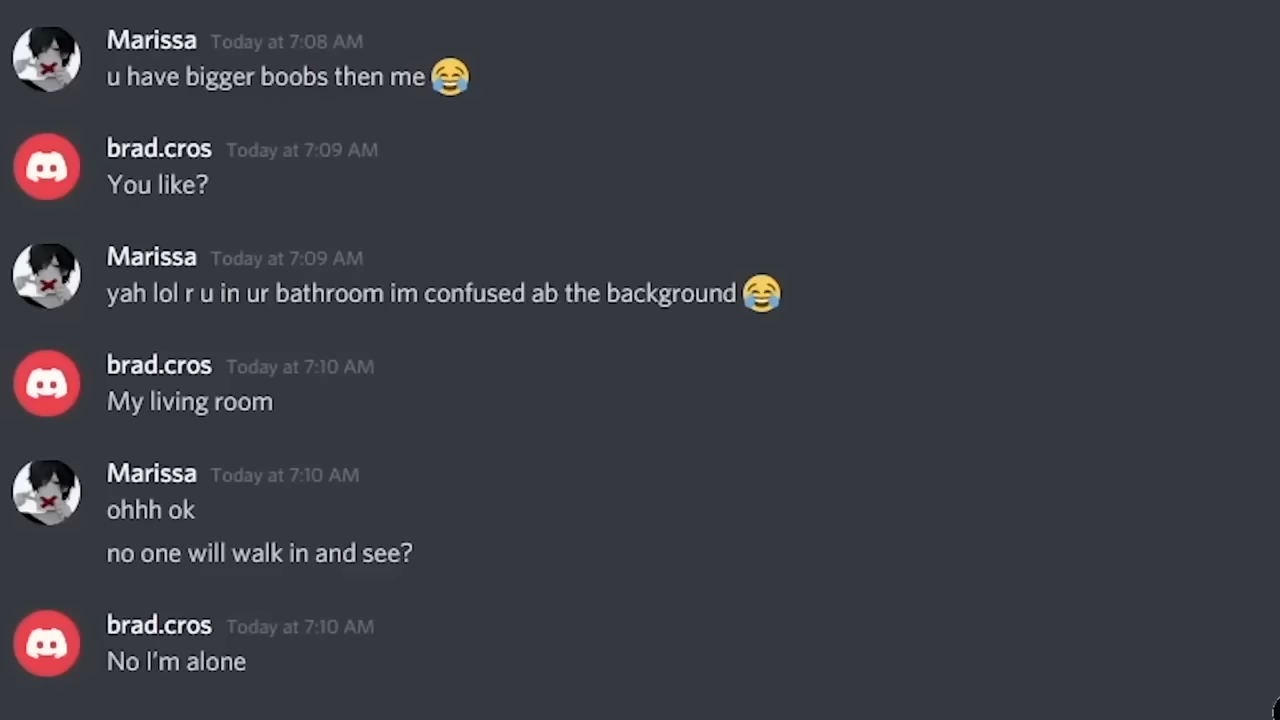 Marissa Today at 7:08 AM
u have bigger boobs then me 😂
brad.cros Today at 7:09 AM
You like?
Marissa Today at 7:09 AM
yah lol r u in ur bathroom im confused ab the background 😂
brad.cros Today at 7:10 AM
My living room
Marissa Today at 7:10 AM
ohhh ok
no one will walk in and see?
brad.cros Today at 7:10 AM
No I'm alone